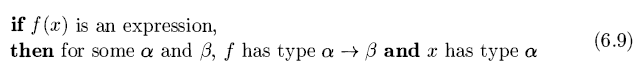 if f(x) is an expression,
then for some α and β, f has type α → β and x has type α
(6.9)